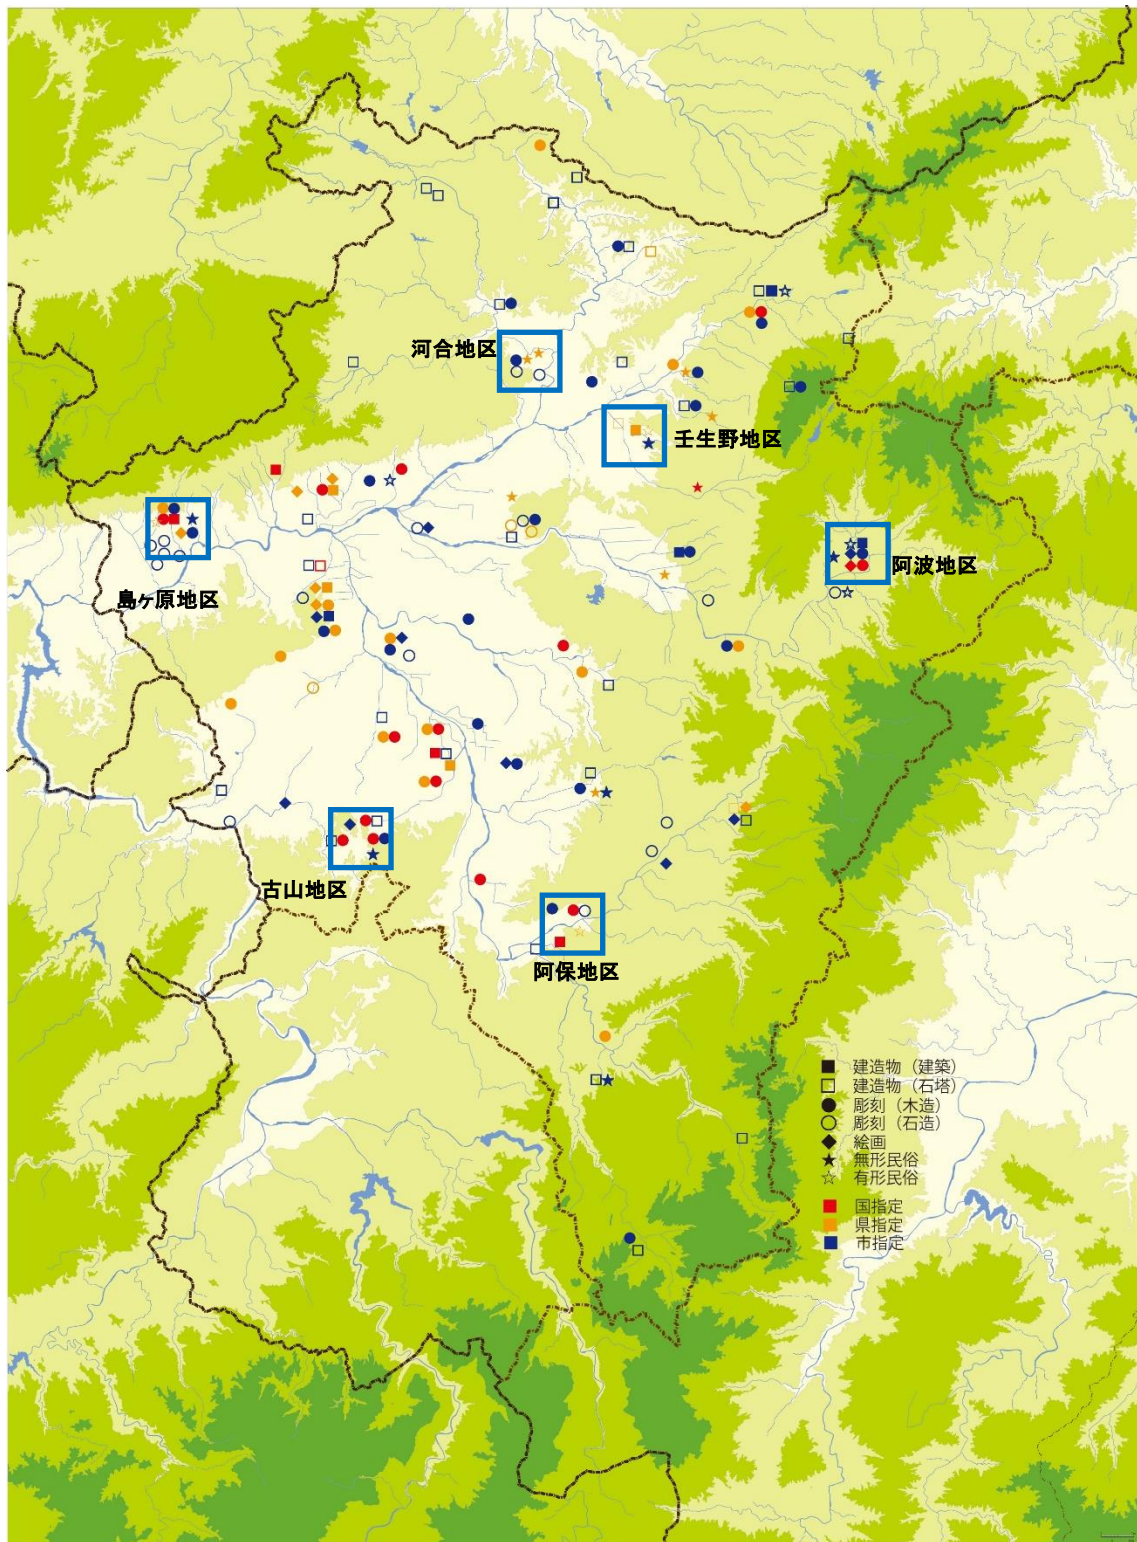 河合地区
壬生野地区
阿波地区
島ヶ原地区
古山地区
阿保地区
建造物（建築）
建造物（石塔）
彫刻（木造）
彫刻（石造）
絵画
無形民俗
有形民俗
国指定
県指定
市指定